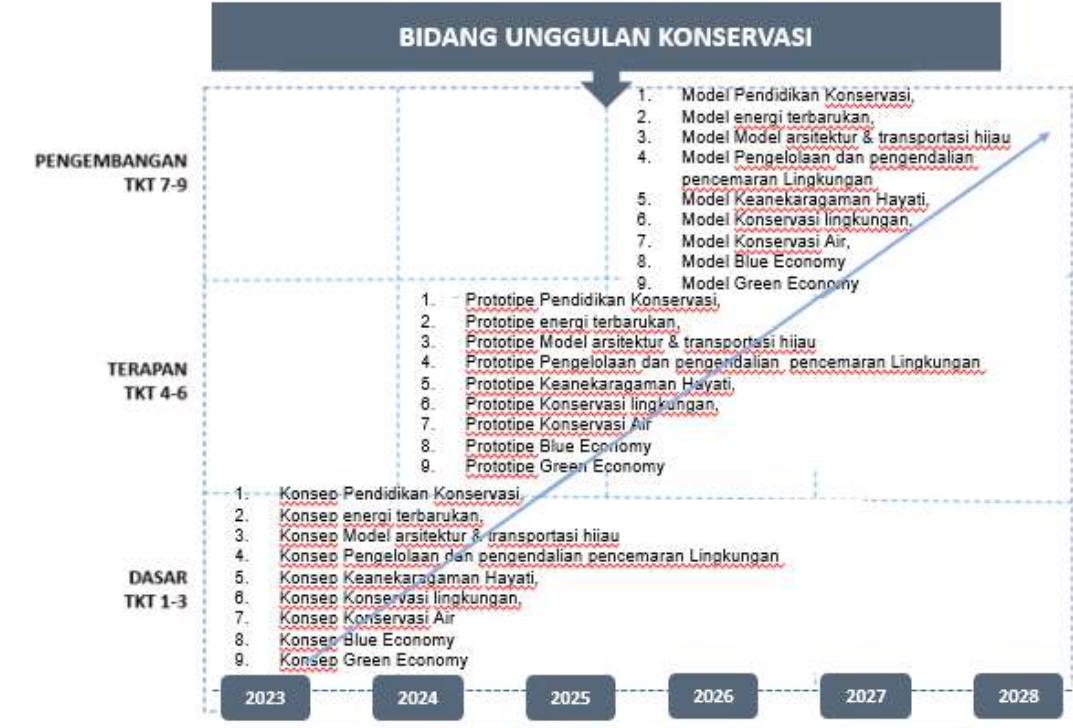 BIDANG UNGGULAN KONSERVASI
PENGEMBANGAN
TKT 7-9
1. Model Pendidikan Konservasi,
2. Model energi terbarukan,
3. Model Model arsitektur & transportasi hijau
4. Model Pengelolaan dan pengendalian
pencemaran Lingkungan
5. Model Keanekaragaman Hayati,
6. Model Konservasi lingkungan,
7. Model Konservasi Air,
8. Model Blue Economy
9. Model Green Economy
TERAPAN
TKT 4-6
1. Prototipe Pendidikan Konservasi,
2. Prototipe energi terbarukan,
3. Prototipe Model arsitektur & transportasi hijau
4. Prototipe Pengelolaan dan pengendalian pencemaran Lingkungan
5. Prototipe Keanekaragaman Hayati,
6. Prototipe Konservasi lingkungan,
7. Prototipe Konservasi Air
8. Prototipe Blue Economy
9. Prototipe Green Economy
DASAR
TKT 1-3
1. Konsep Pendidikan Konservasi,
2. Konsep energi terbarukan,
3. Konsep Model arsitektur & transportasi hijau
4. Konsep Pengelolaan dan pengendalian pencemaran Lingkungan
5. Konsep Keanekaragaman Hayati,
6. Konsep Konservasi lingkungan,
7. Konsep Konservasi Air
8. Konsep Blue Economy
9. Konsep Green Economy
2023 2024 2025 2026 2027 2028